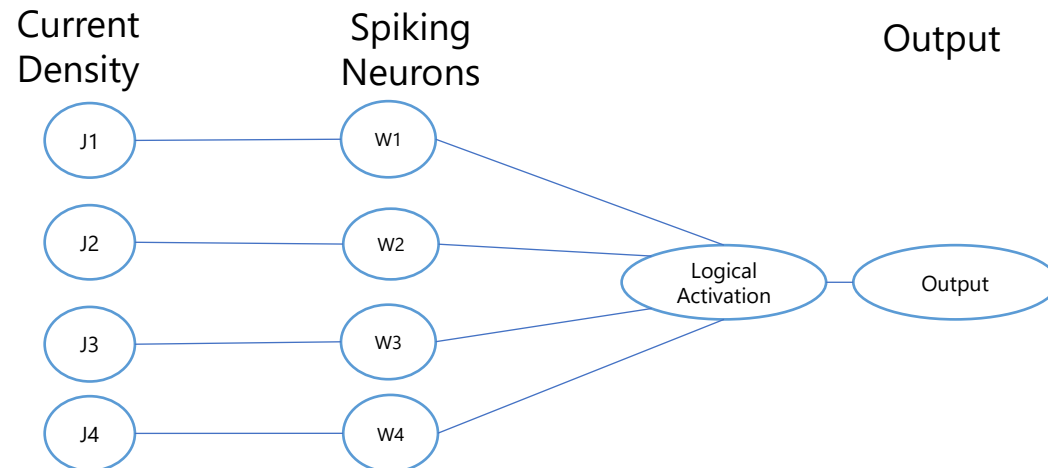 Current
Density
Spiking
Neurons
Output
J1
W1
J2
W2
Logical
Activation
Output
J3
W3
J4
W4